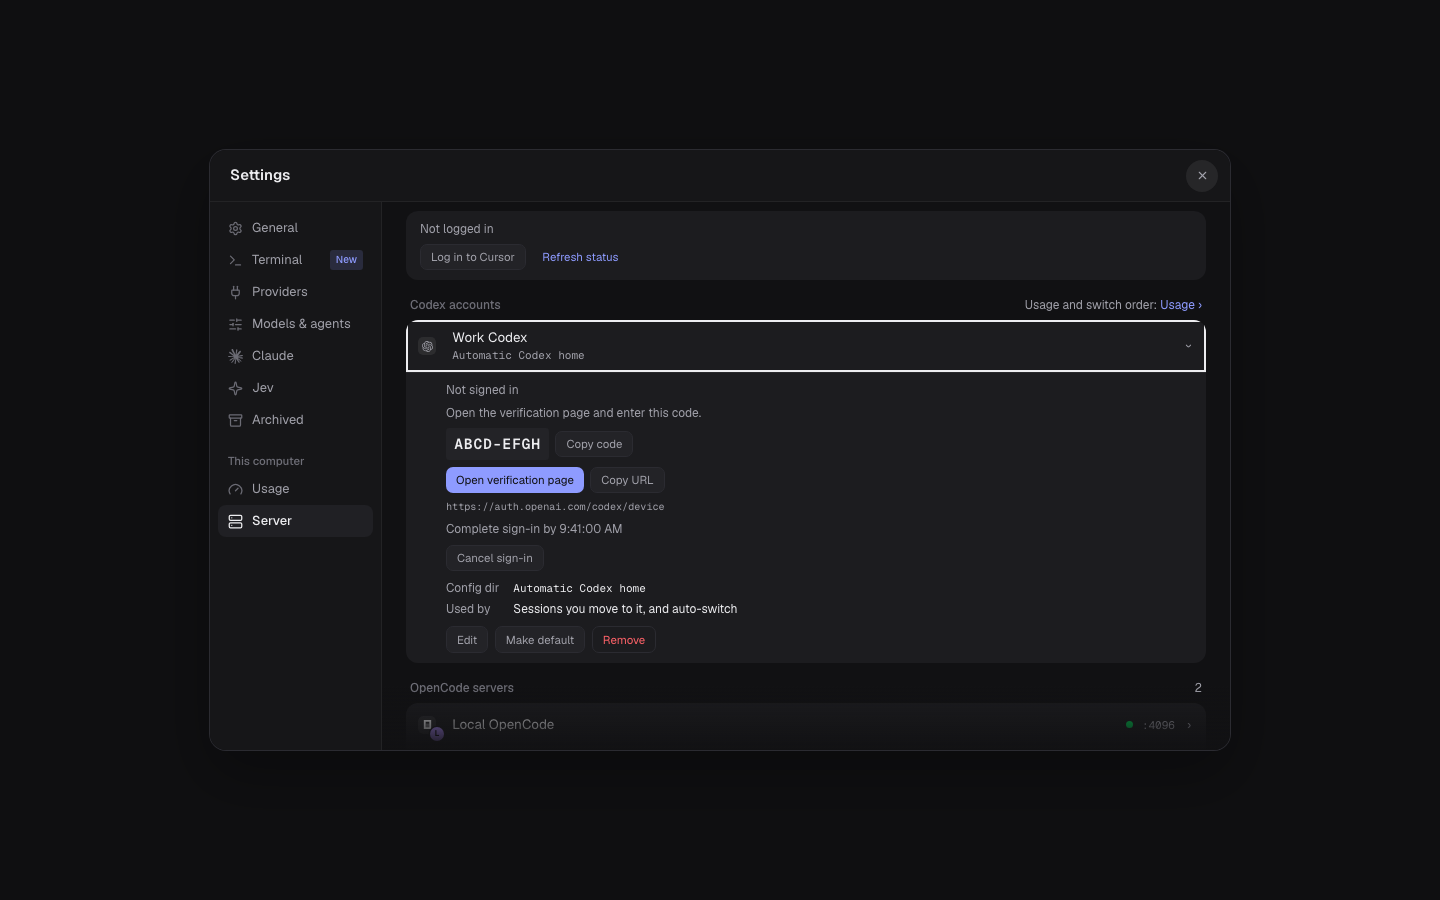 Settings
General
Terminal New
Providers
Models & agents
Claude
Jev
Archived
This computer
Usage
Server
Not logged in
Log in to Cursor Refresh status
Codex accounts Usage and switch order: Usage ›
Work Codex
Automatic Codex home
Not signed in
Open the verification page and enter this code.
ABCD-EFGH Copy code
Open verification page Copy URL
https://auth.openai.com/codex/device
Complete sign-in by 9:41:00 AM
Cancel sign-in
Config dir Automatic Codex home
Used by Sessions you move to it, and auto-switch
Edit Make default Remove
OpenCode servers 2
Local OpenCode :4096 ›
L